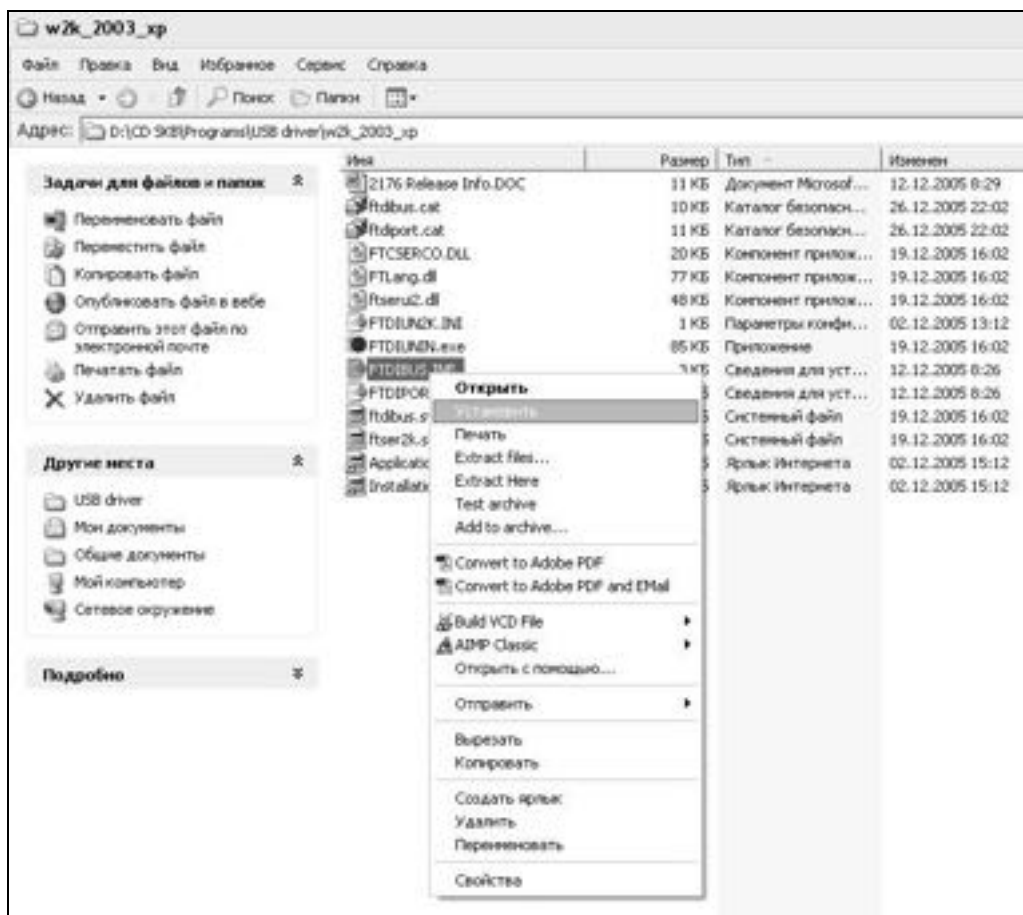 w2k_2003_xp
Файл Правка Вид Избранное Сервис Справка
Назад Поиск Папки
Адрес: D:\CD SKB\Programs\USB driver\w2k_2003_xp
Задачи для файлов и папок
Переименовать файл
Переместить файл
Копировать файл
Опубликовать файл в вебе
Отправить этот файл по
электронной почте
Печатать файл
Удалить файл
Другие места
USB driver
Мои документы
Общие документы
Мой компьютер
Сетевое окружение
Подробно
Имя Размер Тип Изменен
2176 Release Info.DOC 11 КБ Документ Microsof... 12.12.2005 8:29
ftdibus.cat 10 КБ Каталог безопасн... 26.12.2005 22:02
ftdiport.cat 11 КБ Каталог безопасн... 26.12.2005 22:02
FTCSERCO.DLL 20 КБ Компонент прилож... 19.12.2005 16:02
FTLang.dll 77 КБ Компонент прилож... 19.12.2005 16:02
ftserui2.dll 48 КБ Компонент прилож... 19.12.2005 16:02
FTDIUN2K.INI 1 КБ Параметры конфи... 02.12.2005 13:12
FTDIUNIN.exe 85 КБ Приложение 19.12.2005 16:02
FTDIBUS.INF 3 КБ Сведения для уст... 12.12.2005 8:26
FTDIPOR Сведения для уст... 12.12.2005 8:26
ftdibus.s Системный файл 19.12.2005 16:02
ftser2k.s Системный файл 19.12.2005 16:02
Applicatic Ярлык Интернета 02.12.2005 15:12
Installati Ярлык Интернета 02.12.2005 15:12
Открыть
Установить
Печать
Extract files...
Extract Here
Test archive
Add to archive...
Convert to Adobe PDF
Convert to Adobe PDF and EMail
Build VCD File
AIMP Classic
Открыть с помощью...
Отправить
Вырезать
Копировать
Создать ярлык
Удалить
Переименовать
Свойства